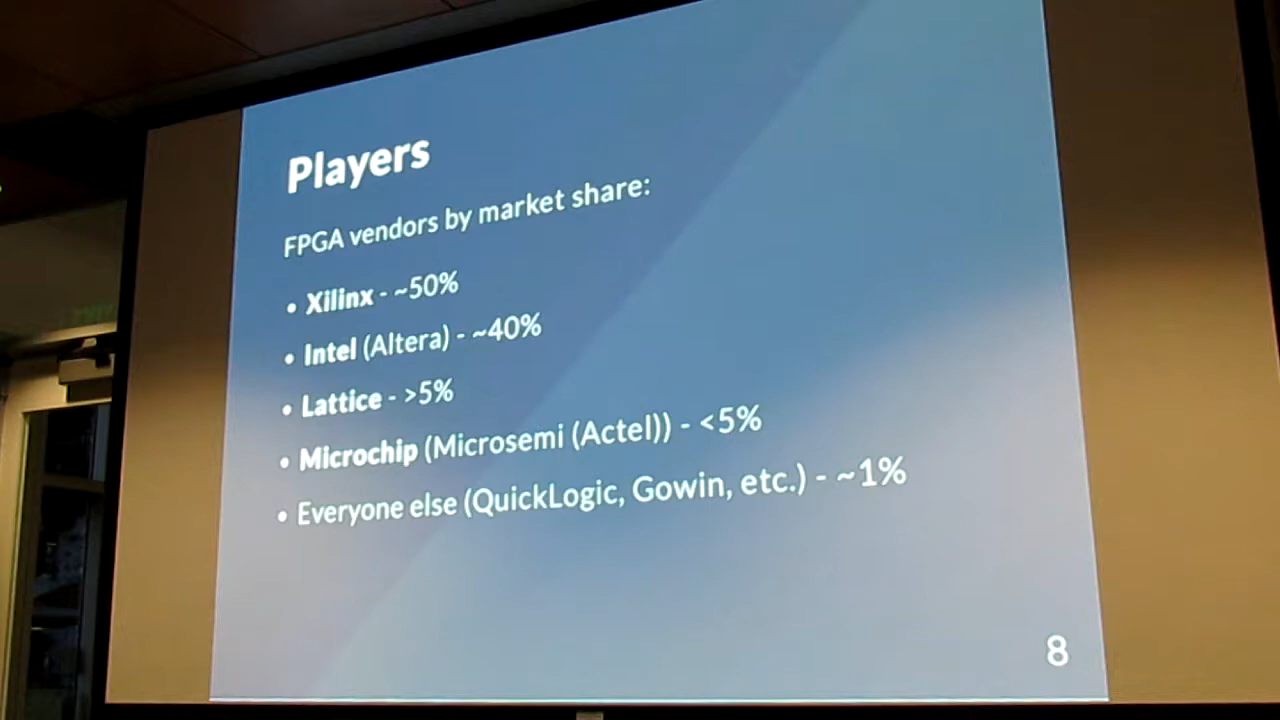 Players
FPGA vendors by market share:
• Xilinx - ~50%
• Intel (Altera) - ~40%
• Lattice - >5%
• Microchip (Microsemi (Actel)) - <5%
• Everyone else (QuickLogic, Gowin, etc.) - ~1%
8